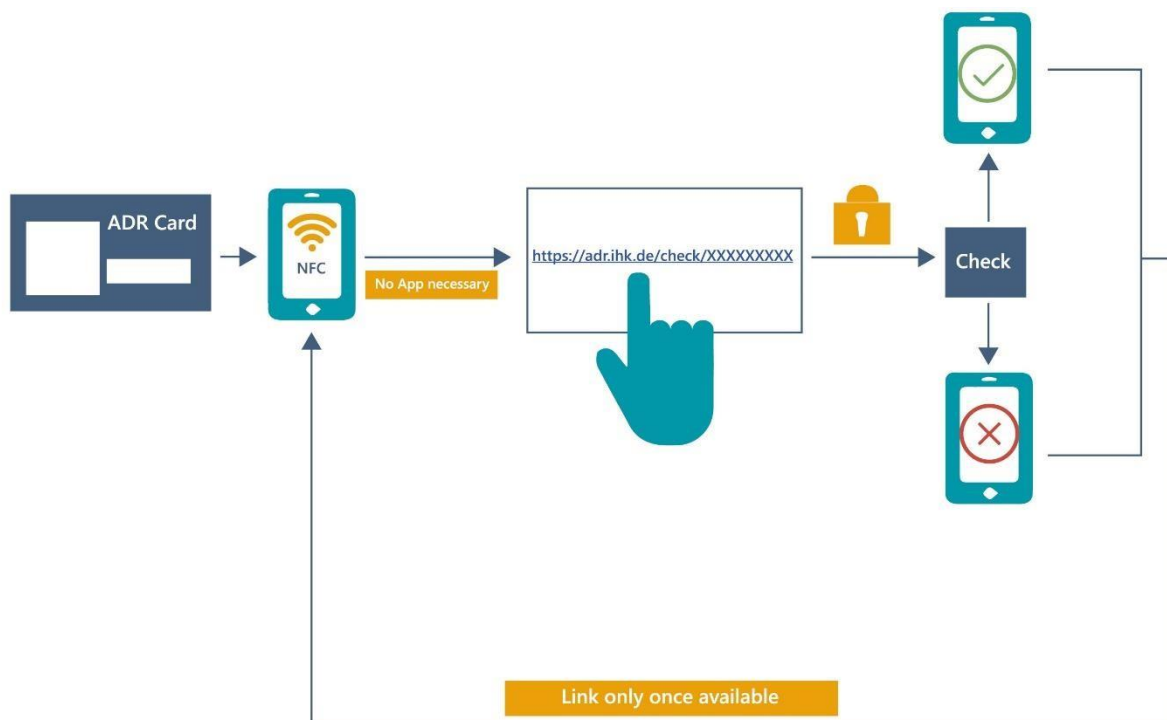 ADR Card
NFC
No App necessary
https://adr.ihk.de/check/XXXXXXXXX
Check
Link only once available